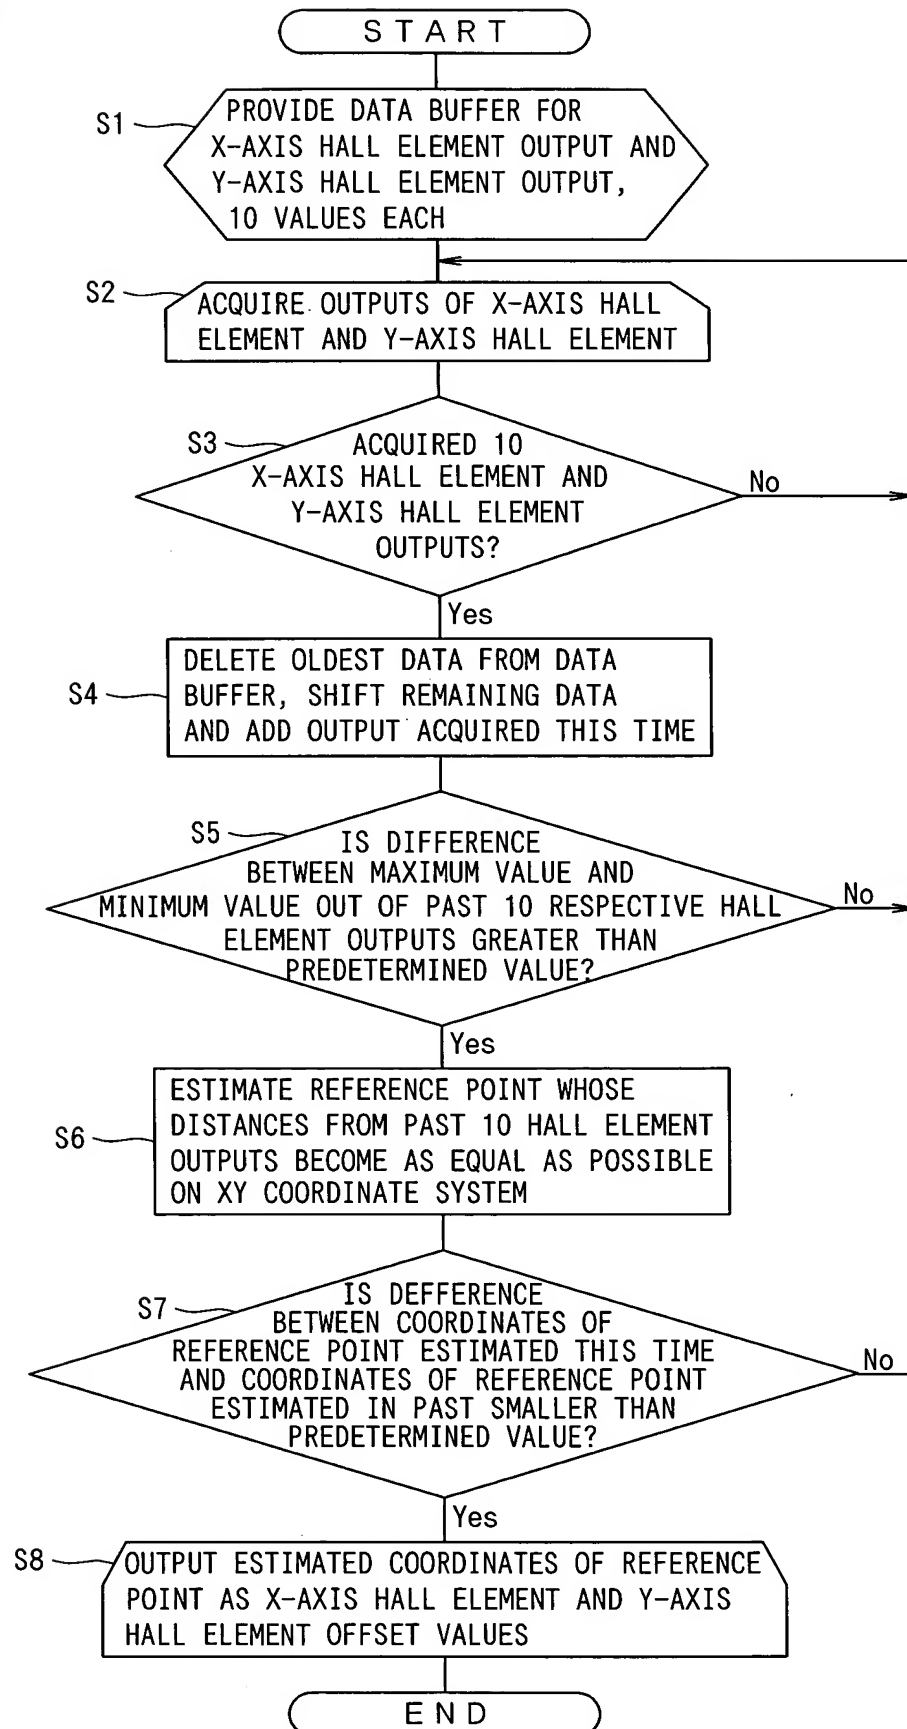 START
S1
PROVIDE DATA BUFFER FOR
X-AXIS HALL ELEMENT OUTPUT AND
Y-AXIS HALL ELEMENT OUTPUT,
10 VALUES EACH
S2
ACQUIRE OUTPUTS OF X-AXIS HALL
ELEMENT AND Y-AXIS HALL ELEMENT
S3
ACQUIRED 10
X-AXIS HALL ELEMENT AND
Y-AXIS HALL ELEMENT
OUTPUTS?
No
Yes
S4
DELETE OLDEST DATA FROM DATA
BUFFER, SHIFT REMAINING DATA
AND ADD OUTPUT ACQUIRED THIS TIME
S5
IS DIFFERENCE
BETWEEN MAXIMUM VALUE AND
MINIMUM VALUE OUT OF PAST 10 RESPECTIVE HALL
ELEMENT OUTPUTS GREATER THAN
PREDETERMINED VALUE?
No
Yes
S6
ESTIMATE REFERENCE POINT WHOSE
DISTANCES FROM PAST 10 HALL ELEMENT
OUTPUTS BECOME AS EQUAL AS POSSIBLE
ON XY COORDINATE SYSTEM
S7
IS DEFFERENCE
BETWEEN COORDINATES OF
REFERENCE POINT ESTIMATED THIS TIME
AND COORDINATES OF REFERENCE POINT
ESTIMATED IN PAST SMALLER THAN
PREDETERMINED VALUE?
No
Yes
S8
OUTPUT ESTIMATED COORDINATES OF REFERENCE
POINT AS X-AXIS HALL ELEMENT AND Y-AXIS
HALL ELEMENT OFFSET VALUES
END